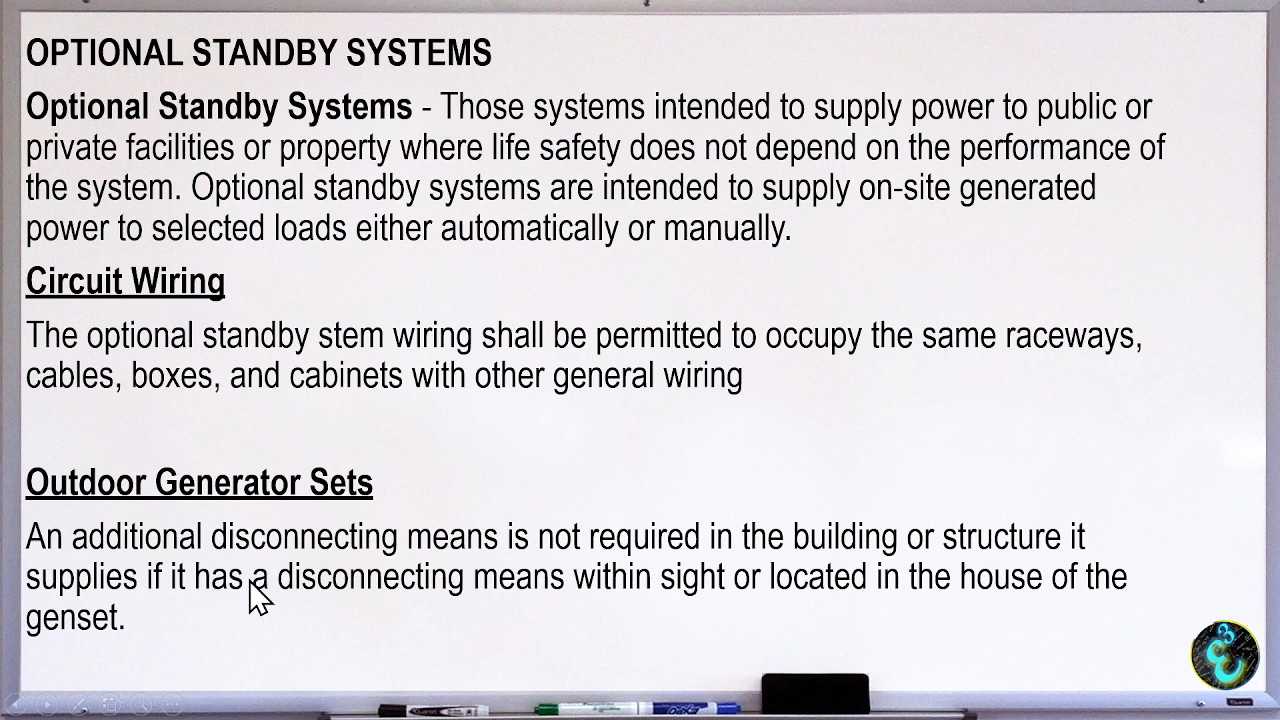 OPTIONAL STANDBY SYSTEMS
Optional Standby Systems - Those systems intended to supply power to public or
private facilities or property where life safety does not depend on the performance of
the system. Optional standby systems are intended to supply on-site generated
power to selected loads either automatically or manually.
Circuit Wiring
The optional standby stem wiring shall be permitted to occupy the same raceways,
cables, boxes, and cabinets with other general wiring
Outdoor Generator Sets
An additional disconnecting means is not required in the building or structure it
supplies if it has a disconnecting means within sight or located in the house of the
genset.